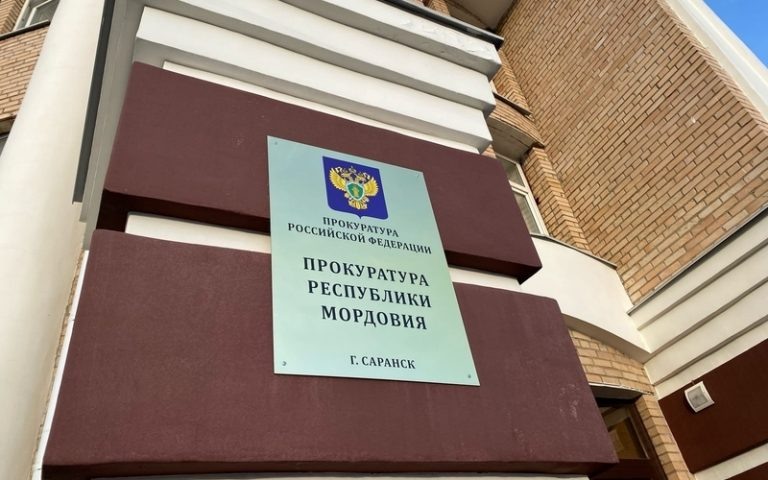 ПРОКУРАТУРА
РОССИЙСКОЙ ФЕДЕРАЦИИ
ПРОКУРАТУРА
РЕСПУБЛИКИ
МОРДОВИЯ
Г. САРАНСК